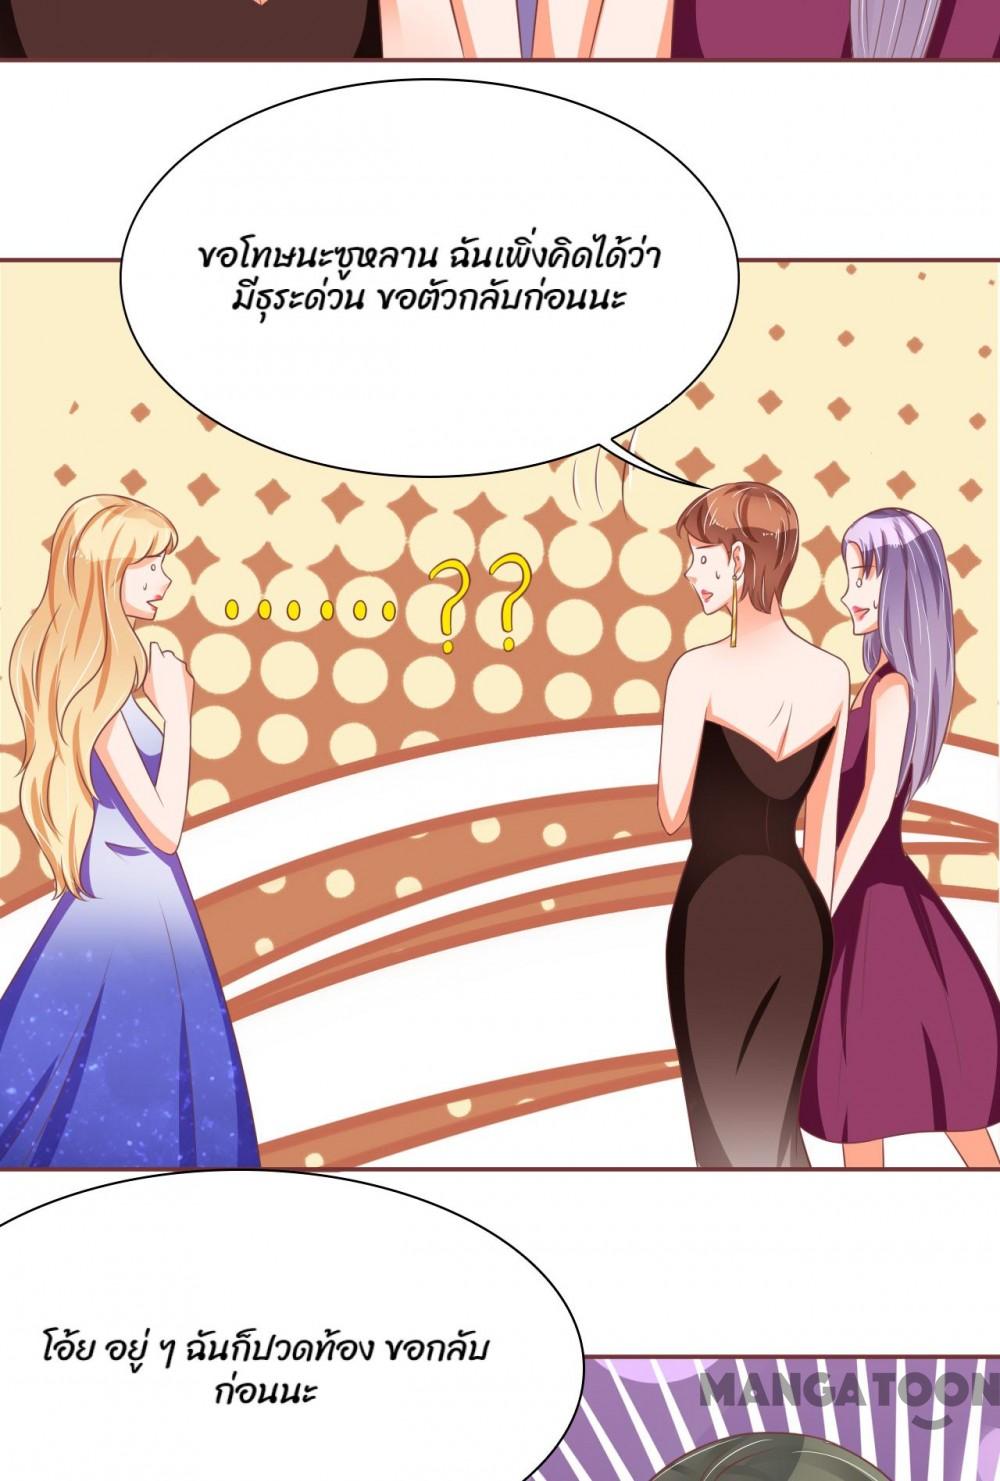 ขอโทษนะซูหลาน ฉันเพิ่งคิดได้ว่า
มีธุระด่วน ขอตัวกลับก่อนนะ
......??
โอ้ย อยู่ ๆ ฉันก็ปวดท้อง ขอกลับ
ก่อนนะ
MANGATOON